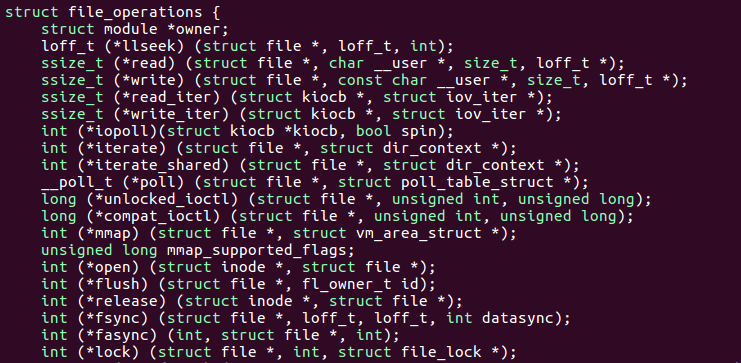 struct file_operations {
struct module *owner;
loff_t (*llseek) (struct file *, loff_t, int);
ssize_t (*read) (struct file *, char __user *, size_t, loff_t *);
ssize_t (*write) (struct file *, const char __user *, size_t, loff_t *);
ssize_t (*read_iter) (struct kiocb *, struct iov_iter *);
ssize_t (*write_iter) (struct kiocb *, struct iov_iter *);
int (*iopoll)(struct kiocb *kiocb, bool spin);
int (*iterate) (struct file *, struct dir_context *);
int (*iterate_shared) (struct file *, struct dir_context *);
__poll_t (*poll) (struct file *, struct poll_table_struct *);
long (*unlocked_ioctl) (struct file *, unsigned int, unsigned long);
long (*compat_ioctl) (struct file *, unsigned int, unsigned long);
int (*mmap) (struct file *, struct vm_area_struct *);
unsigned long mmap_supported_flags;
int (*open) (struct inode *, struct file *);
int (*flush) (struct file *, fl_owner_t id);
int (*release) (struct inode *, struct file *);
int (*fsync) (struct file *, loff_t, loff_t, int datasync);
int (*fasync) (int, struct file *, int);
int (*lock) (struct file *, int, struct file_lock *);